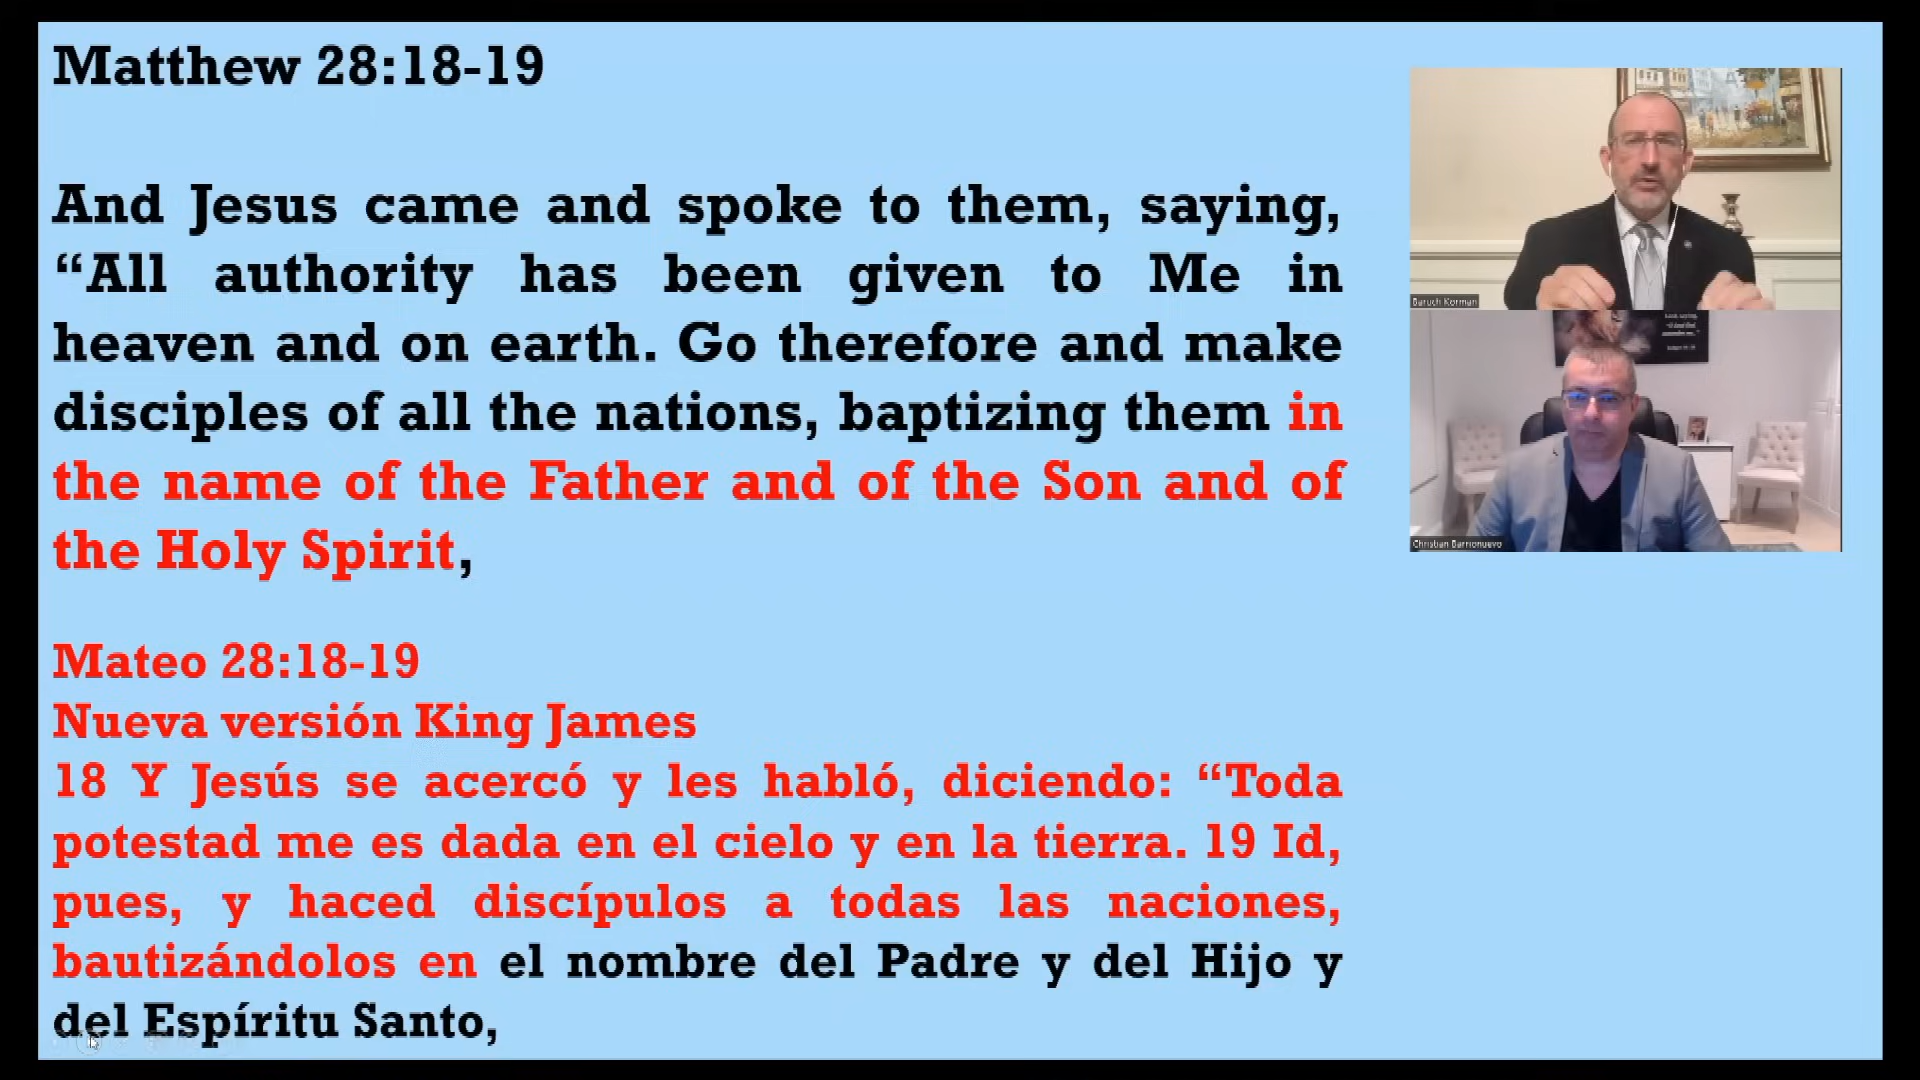 Matthew 28:18-19
And Jesus came and spoke to them, saying,
“All authority has been given to Me in
heaven and on earth. Go therefore and make
disciples of all the nations, baptizing them in
the name of the Father and of the Son and of
the Holy Spirit,
Mateo 28:18-19
Nueva versión King James
18 Y Jesús se acercó y les habló, diciendo: “Toda
potestad me es dada en el cielo y en la tierra. 19 Id,
pues, y haced discípulos a todas las naciones,
bautizándolos en el nombre del Padre y del Hijo y
del Espíritu Santo,
Baruch Korman
Christian Barrionuevo